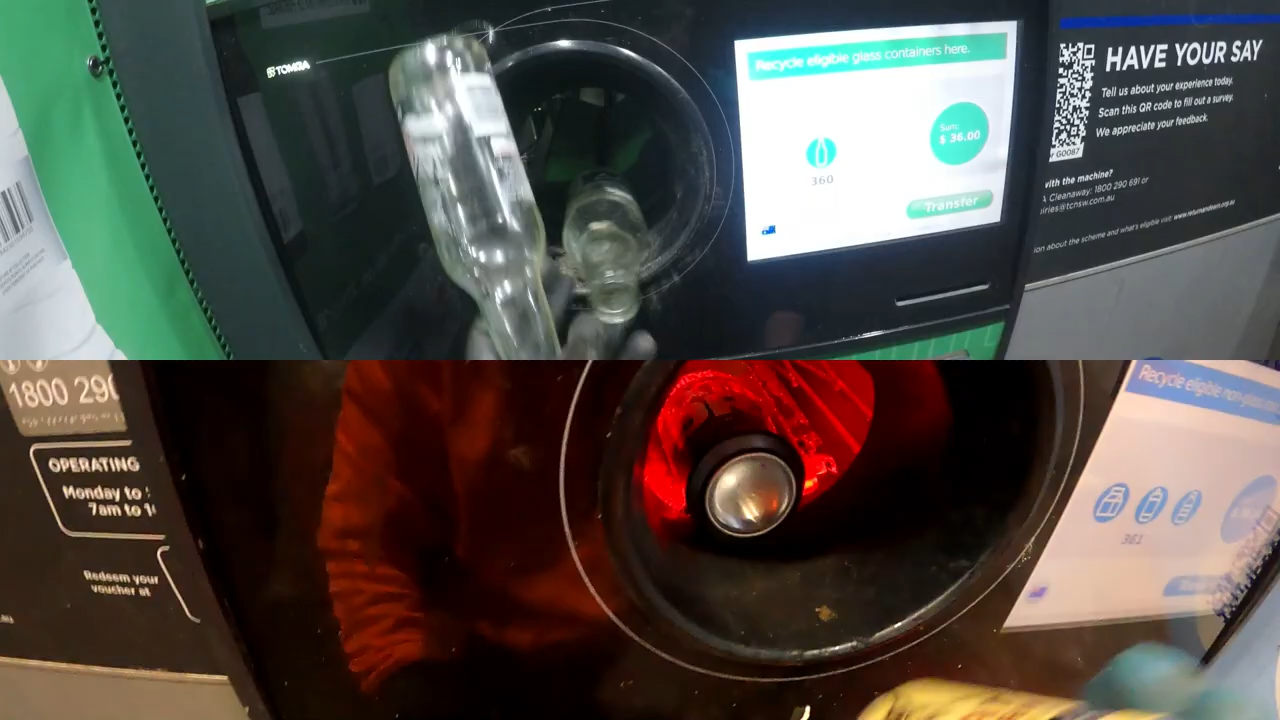 TOMRA
Recycle eligible glass containers here.
360
Sum:
$ 36.00
Transfer
HAVE YOUR SAY
Tell us about your experience today.
Scan this QR code to fill out a survey.
We appreciate your feedback.
G0087
with the machine?
Cleanaway: 1800 290 691 or
iries@tcnsw.com.au
ion about the scheme and what's eligible visit www.returnandearn.org.au
1800 290
OPERATING
Monday to
7am to 1
Redeem your
voucher at
Recycle eligible non-glass
361